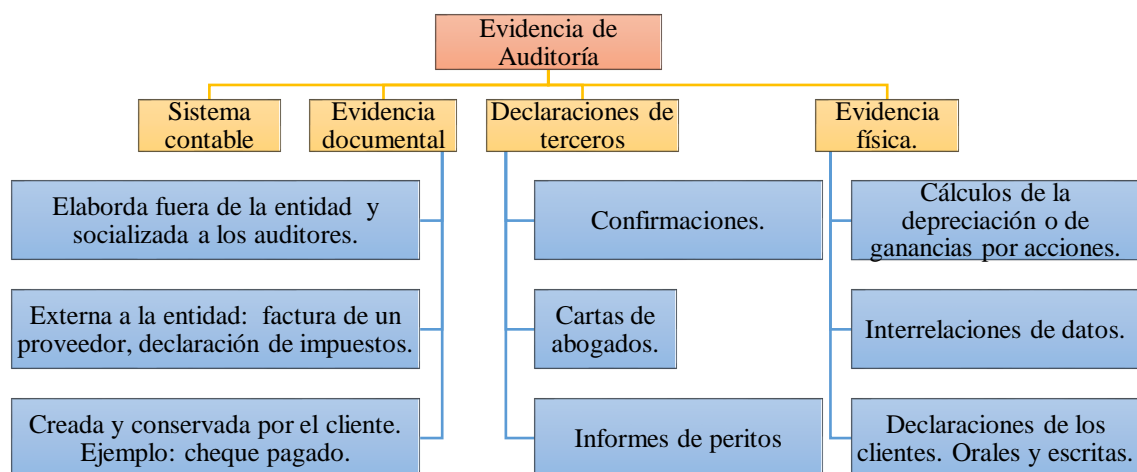 Evidencia de
Auditoría
Sistema
contable
Evidencia
documental
Declaraciones de
terceros
Evidencia
física.
Elaborda fuera de la entidad y
socializada a los auditores.
Externa a la entidad: factura de un
proveedor, declaración de impuestos.
Creada y conservada por el cliente.
Ejemplo: cheque pagado.
Confirmaciones.
Cartas de
abogados.
Informes de peritos
Cálculos de la
depreciación o de
ganancias por acciones.
Interrelaciones de datos.
Declaraciones de los
clientes. Orales y escritas.